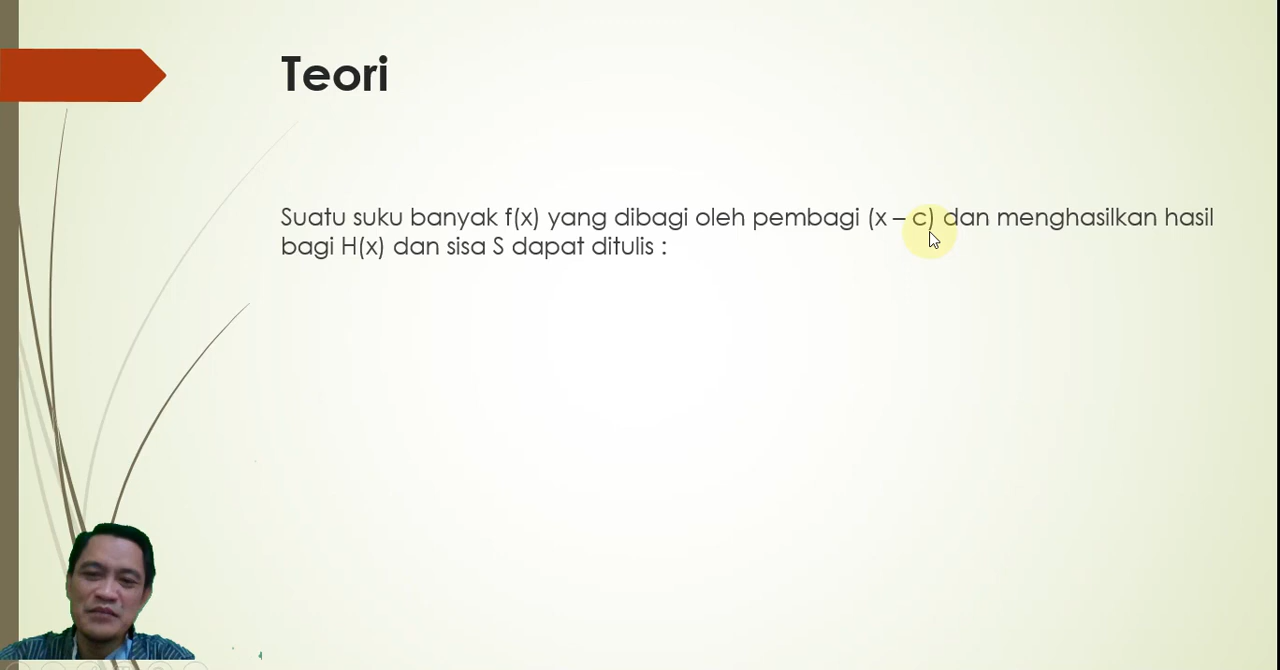 Teori
Suatu suku banyak f(x) yang dibagi oleh pembagi (x – c) dan menghasilkan hasil
bagi H(x) dan sisa S dapat ditulis :